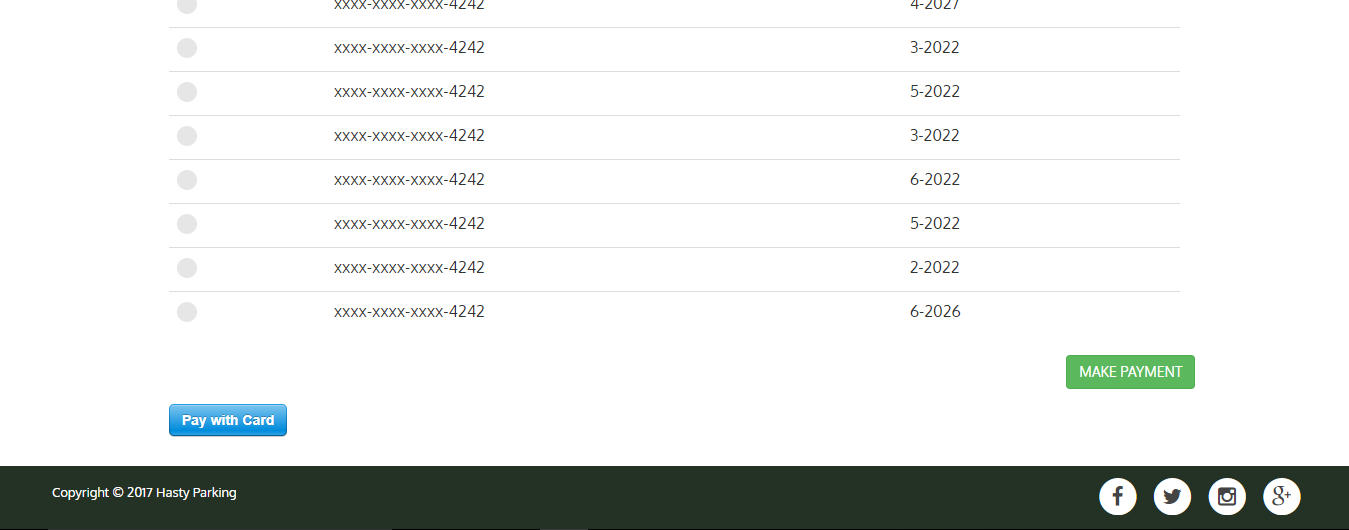 xxxx-xxxx-xxxx-4242 4-2027
xxxx-xxxx-xxxx-4242 3-2022
xxxx-xxxx-xxxx-4242 5-2022
xxxx-xxxx-xxxx-4242 3-2022
xxxx-xxxx-xxxx-4242 6-2022
xxxx-xxxx-xxxx-4242 5-2022
xxxx-xxxx-xxxx-4242 2-2022
xxxx-xxxx-xxxx-4242 6-2026
MAKE PAYMENT
Pay with Card
Copyright © 2017 Hasty Parking